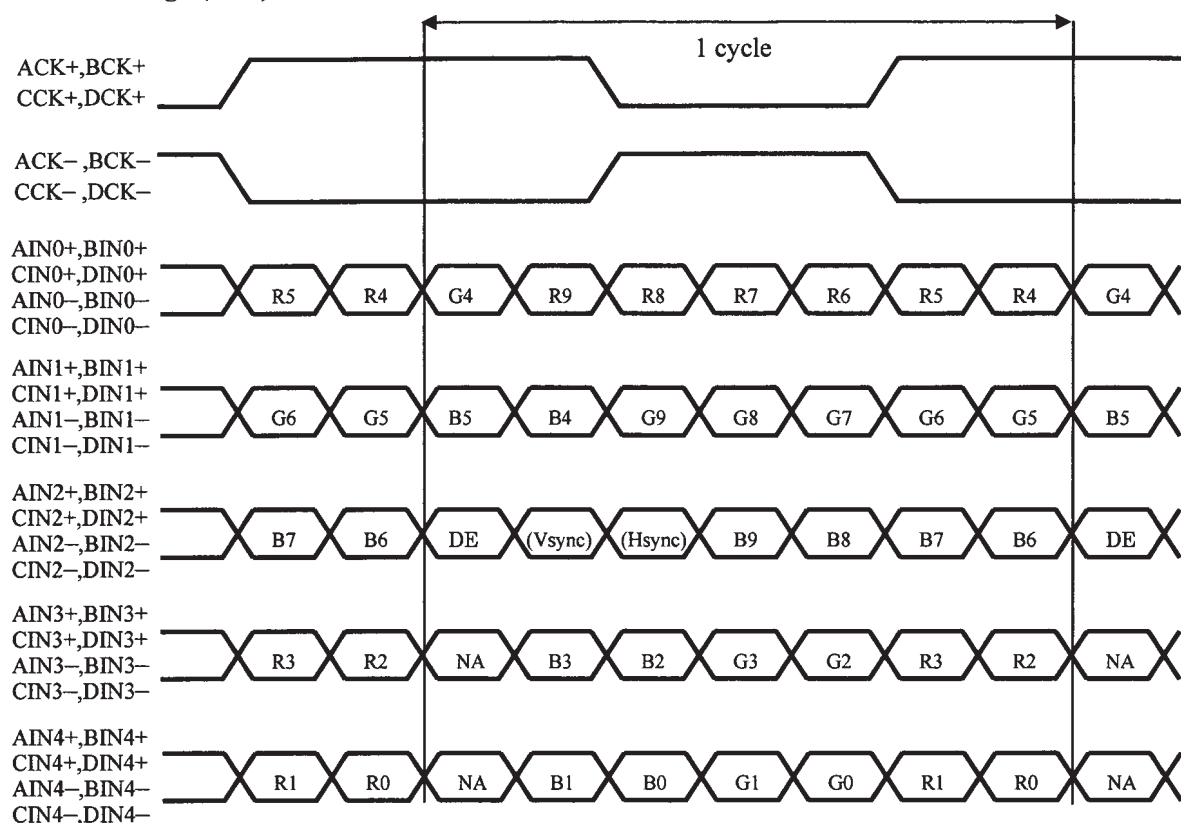 1 cycle
ACK+,BCK+
CCK+,DCK+
ACK−,BCK−
CCK−,DCK−
AIN0+,BIN0+
CIN0+,DIN0+
AIN0−,BIN0−
CIN0−,DIN0−
R5 R4 G4 R9 R8 R7 R6 R5 R4 G4
AIN1+,BIN1+
CIN1+,DIN1+
AIN1−,BIN1−
CIN1−,DIN1−
G6 G5 B5 B4 G9 G8 G7 G6 G5 B5
AIN2+,BIN2+
CIN2+,DIN2+
AIN2−,BIN2−
CIN2−,DIN2−
B7 B6 DE (Vsync) (Hsync) B9 B8 B7 B6 DE
AIN3+,BIN3+
CIN3+,DIN3+
AIN3−,BIN3−
CIN3−,DIN3−
R3 R2 NA B3 B2 G3 G2 R3 R2 NA
AIN4+,BIN4+
CIN4+,DIN4+
AIN4−,BIN4−
CIN4−,DIN4−
R1 R0 NA B1 B0 G1 G0 R1 R0 NA